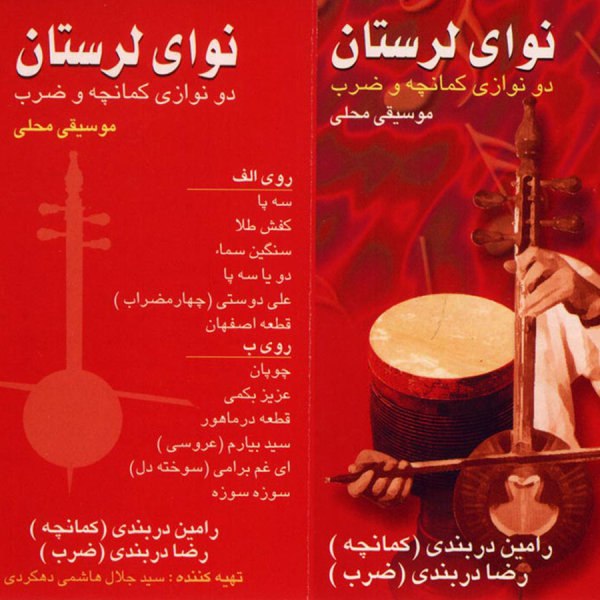 نوای لرستان
دو نوازی کمانچه و ضرب
موسیقی محلی
رامین دربندی (کمانچه)
رضا دربندی (ضرب)
نوای لرستان
دو نوازی کمانچه و ضرب
موسیقی محلی
روی الف
سه پا
کفش طلا
سنگین سماء
دو یا سه پا
علی دوستی (چهارمضراب)
قطعه اصفهان
روی ب
چوپان
عزیز بکمی
قطعه درماهور
سید بیارم (عروسی)
ای غم برامی (سوخته دل)
سوزه سوزه
رامین دربندی (کمانچه)
رضا دربندی (ضرب)
تهیه کننده : سید جلال هاشمی دهکردی